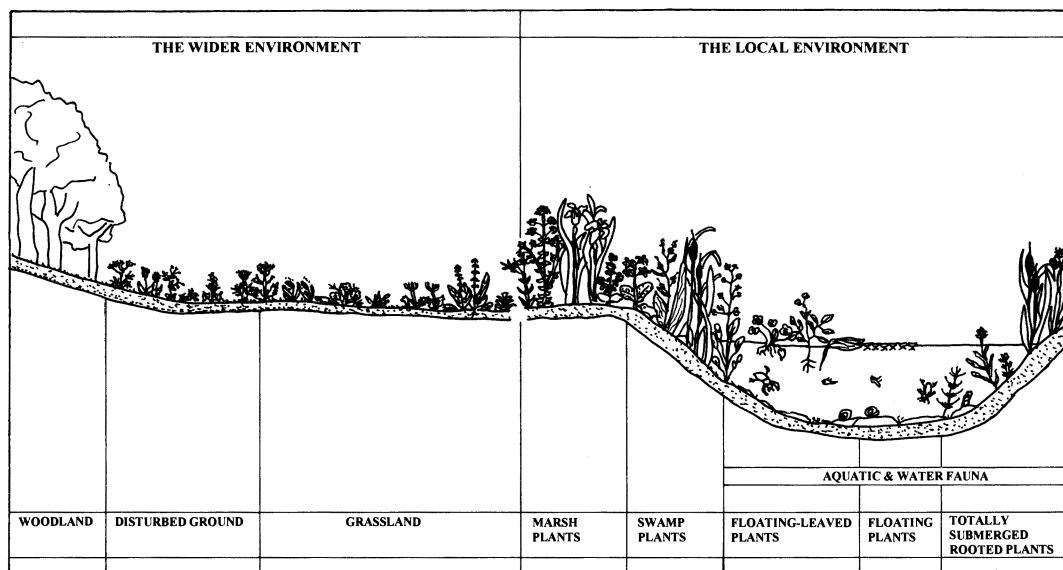 THE WIDER ENVIRONMENT
THE LOCAL ENVIRONMENT
AQUATIC & WATER FAUNA
WOODLAND
DISTURBED GROUND
GRASSLAND
MARSH
PLANTS
SWAMP
PLANTS
FLOATING-LEAVED
PLANTS
FLOATING
PLANTS
TOTALLY
SUBMERGED
ROOTED PLANTS